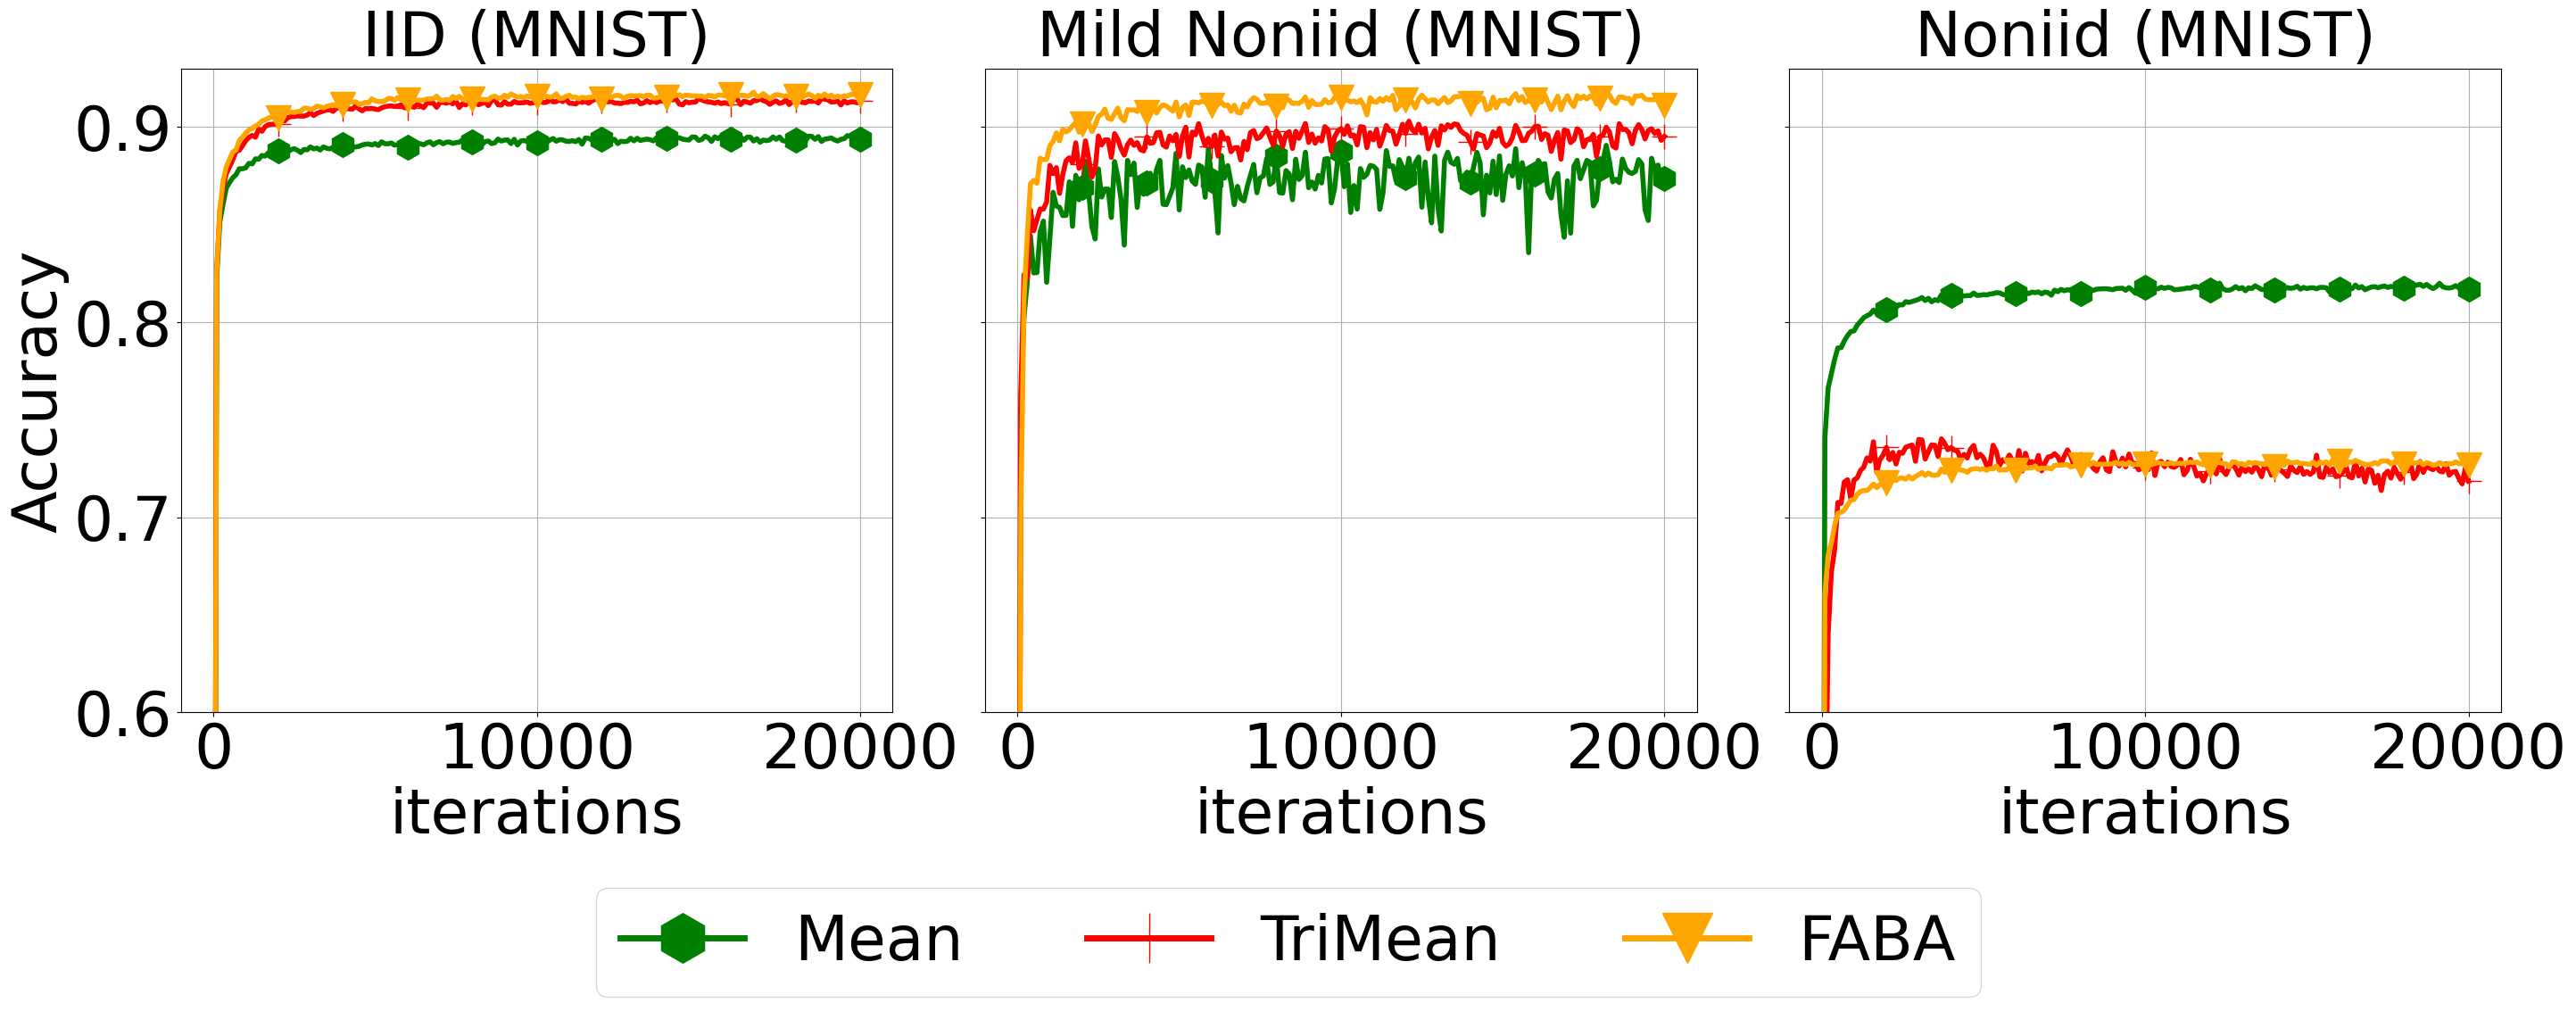 IID (MNIST)
Mild Noniid (MNIST)
Noniid (MNIST)
Accuracy
0.9
0.8
0.7
0.6
0 10000 20000
0 10000 20000
0 10000 20000
iterations
iterations
iterations
Mean TriMean FABA